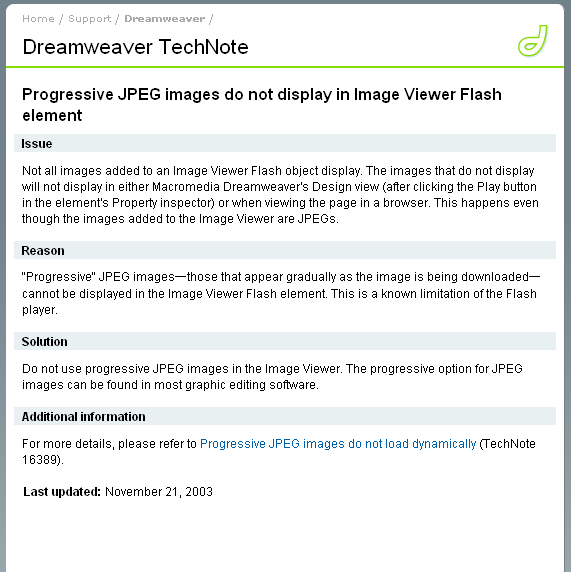 Home / Support / Dreamweaver /
Dreamweaver TechNote
Progressive JPEG images do not display in Image Viewer Flash
element
Issue
Not all images added to an Image Viewer Flash object display. The images that do not display
will not display in either Macromedia Dreamweaver's Design view (after clicking the Play button
in the element's Property inspector) or when viewing the page in a browser. This happens even
though the images added to the Image Viewer are JPEGs.
Reason
"Progressive" JPEG images—those that appear gradually as the image is being downloaded—
cannot be displayed in the Image Viewer Flash element. This is a known limitation of the Flash
player.
Solution
Do not use progressive JPEG images in the Image Viewer. The progressive option for JPEG
images can be found in most graphic editing software.
Additional information
For more details, please refer to Progressive JPEG images do not load dynamically (TechNote
16389).
Last updated: November 21, 2003